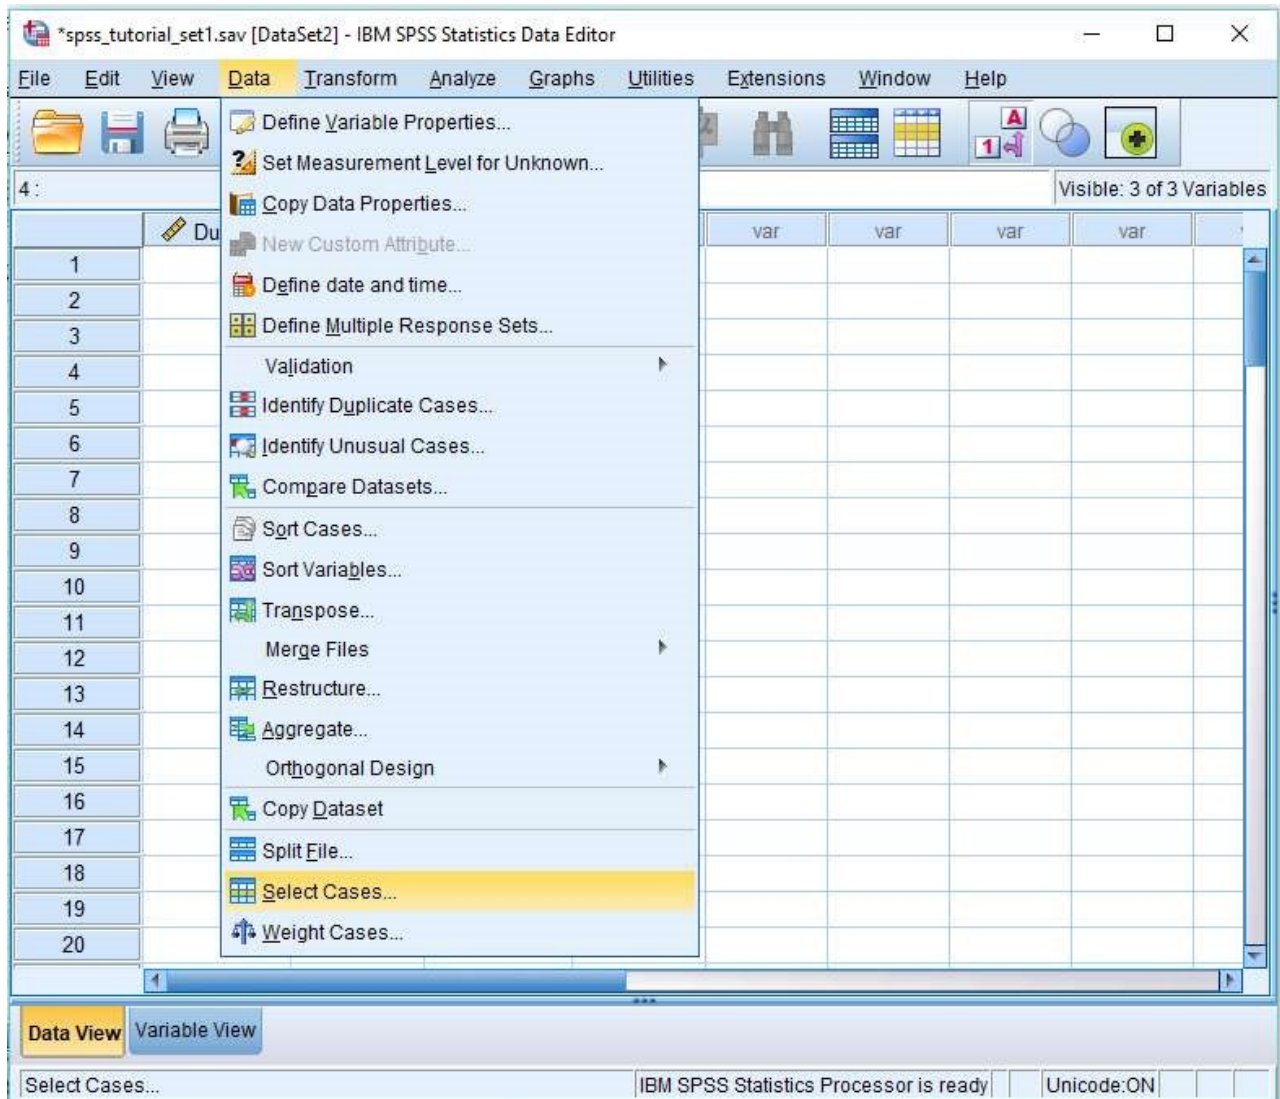 *spss_tutorial_set1.sav [DataSet2] - IBM SPSS Statistics Data Editor
File Edit View Data Transform Analyze Graphs Utilities Extensions Window Help
A
1
4 :
Visible: 3 of 3 Variables
Du
var var var var
Define Variable Properties...
Set Measurement Level for Unknown...
Copy Data Properties...
New Custom Attribute...
Define date and time...
Define Multiple Response Sets...
Validation
Identify Duplicate Cases...
Identify Unusual Cases...
Compare Datasets...
Sort Cases...
Sort Variables...
Transpose...
Merge Files
Restructure...
Aggregate...
Orthogonal Design
Copy Dataset
Split File...
Select Cases...
Weight Cases...
1
2
3
4
5
6
7
8
9
10
11
12
13
14
15
16
17
18
19
20
Data View Variable View
Select Cases... IBM SPSS Statistics Processor is ready Unicode:ON